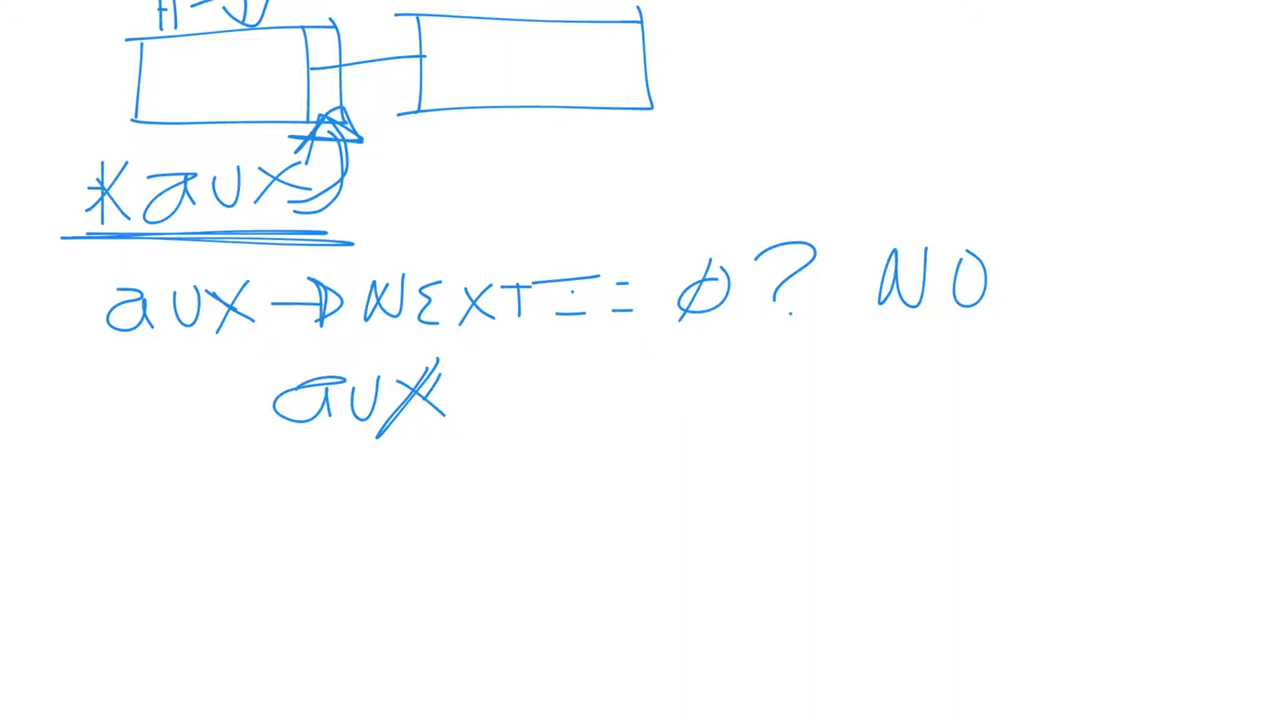 *aux
aux → NEXT == ø? NO
aux